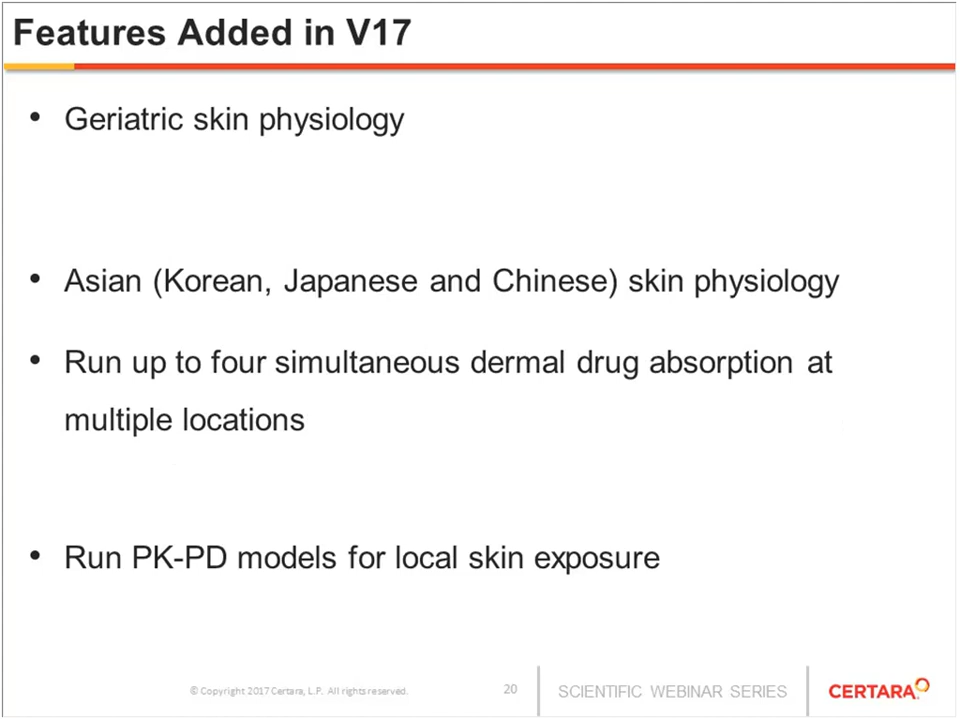 Features Added in V17
• Geriatric skin physiology
• Asian (Korean, Japanese and Chinese) skin physiology
• Run up to four simultaneous dermal drug absorption at
multiple locations
• Run PK-PD models for local skin exposure
© Copyright 2017 Certara, L.P. All rights reserved.
20
SCIENTIFIC WEBINAR SERIES
CERTARA